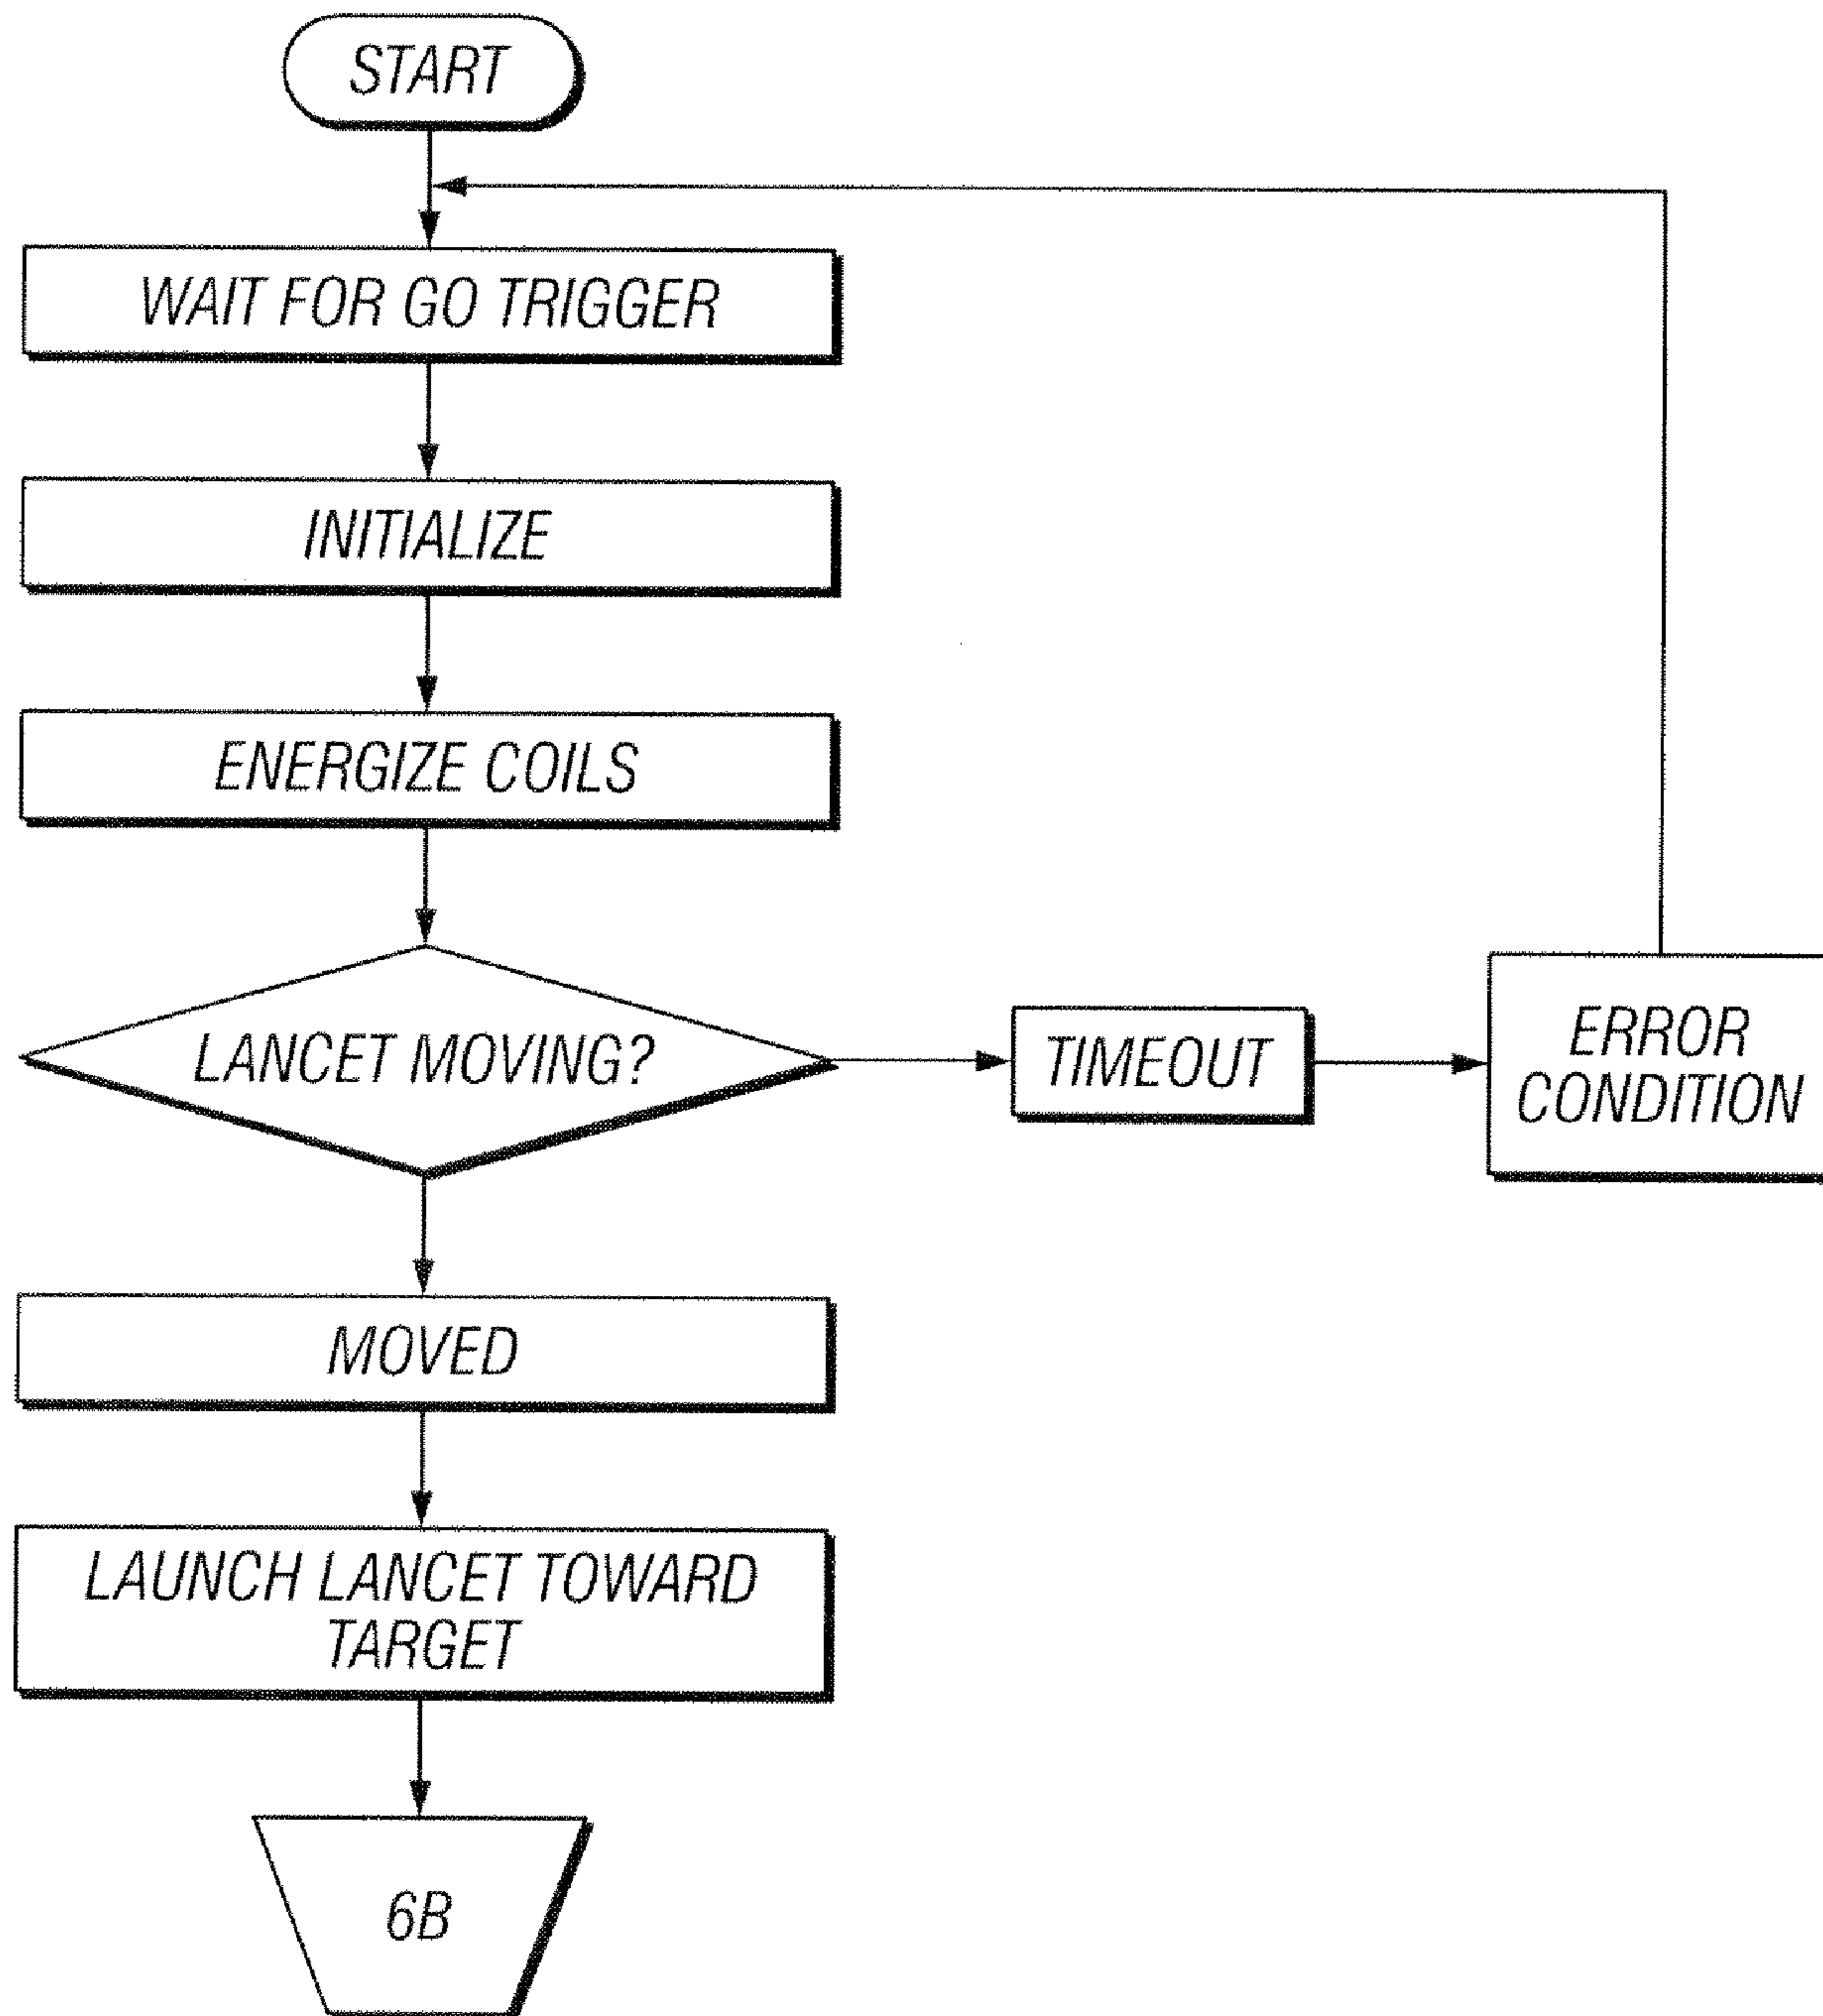 START
WAIT FOR GO TRIGGER
INITIALIZE
ENERGIZE COILS
LANCET MOVING?
TIMEOUT
ERROR
CONDITION
MOVED
LAUNCH LANCET TOWARD
TARGET
6B